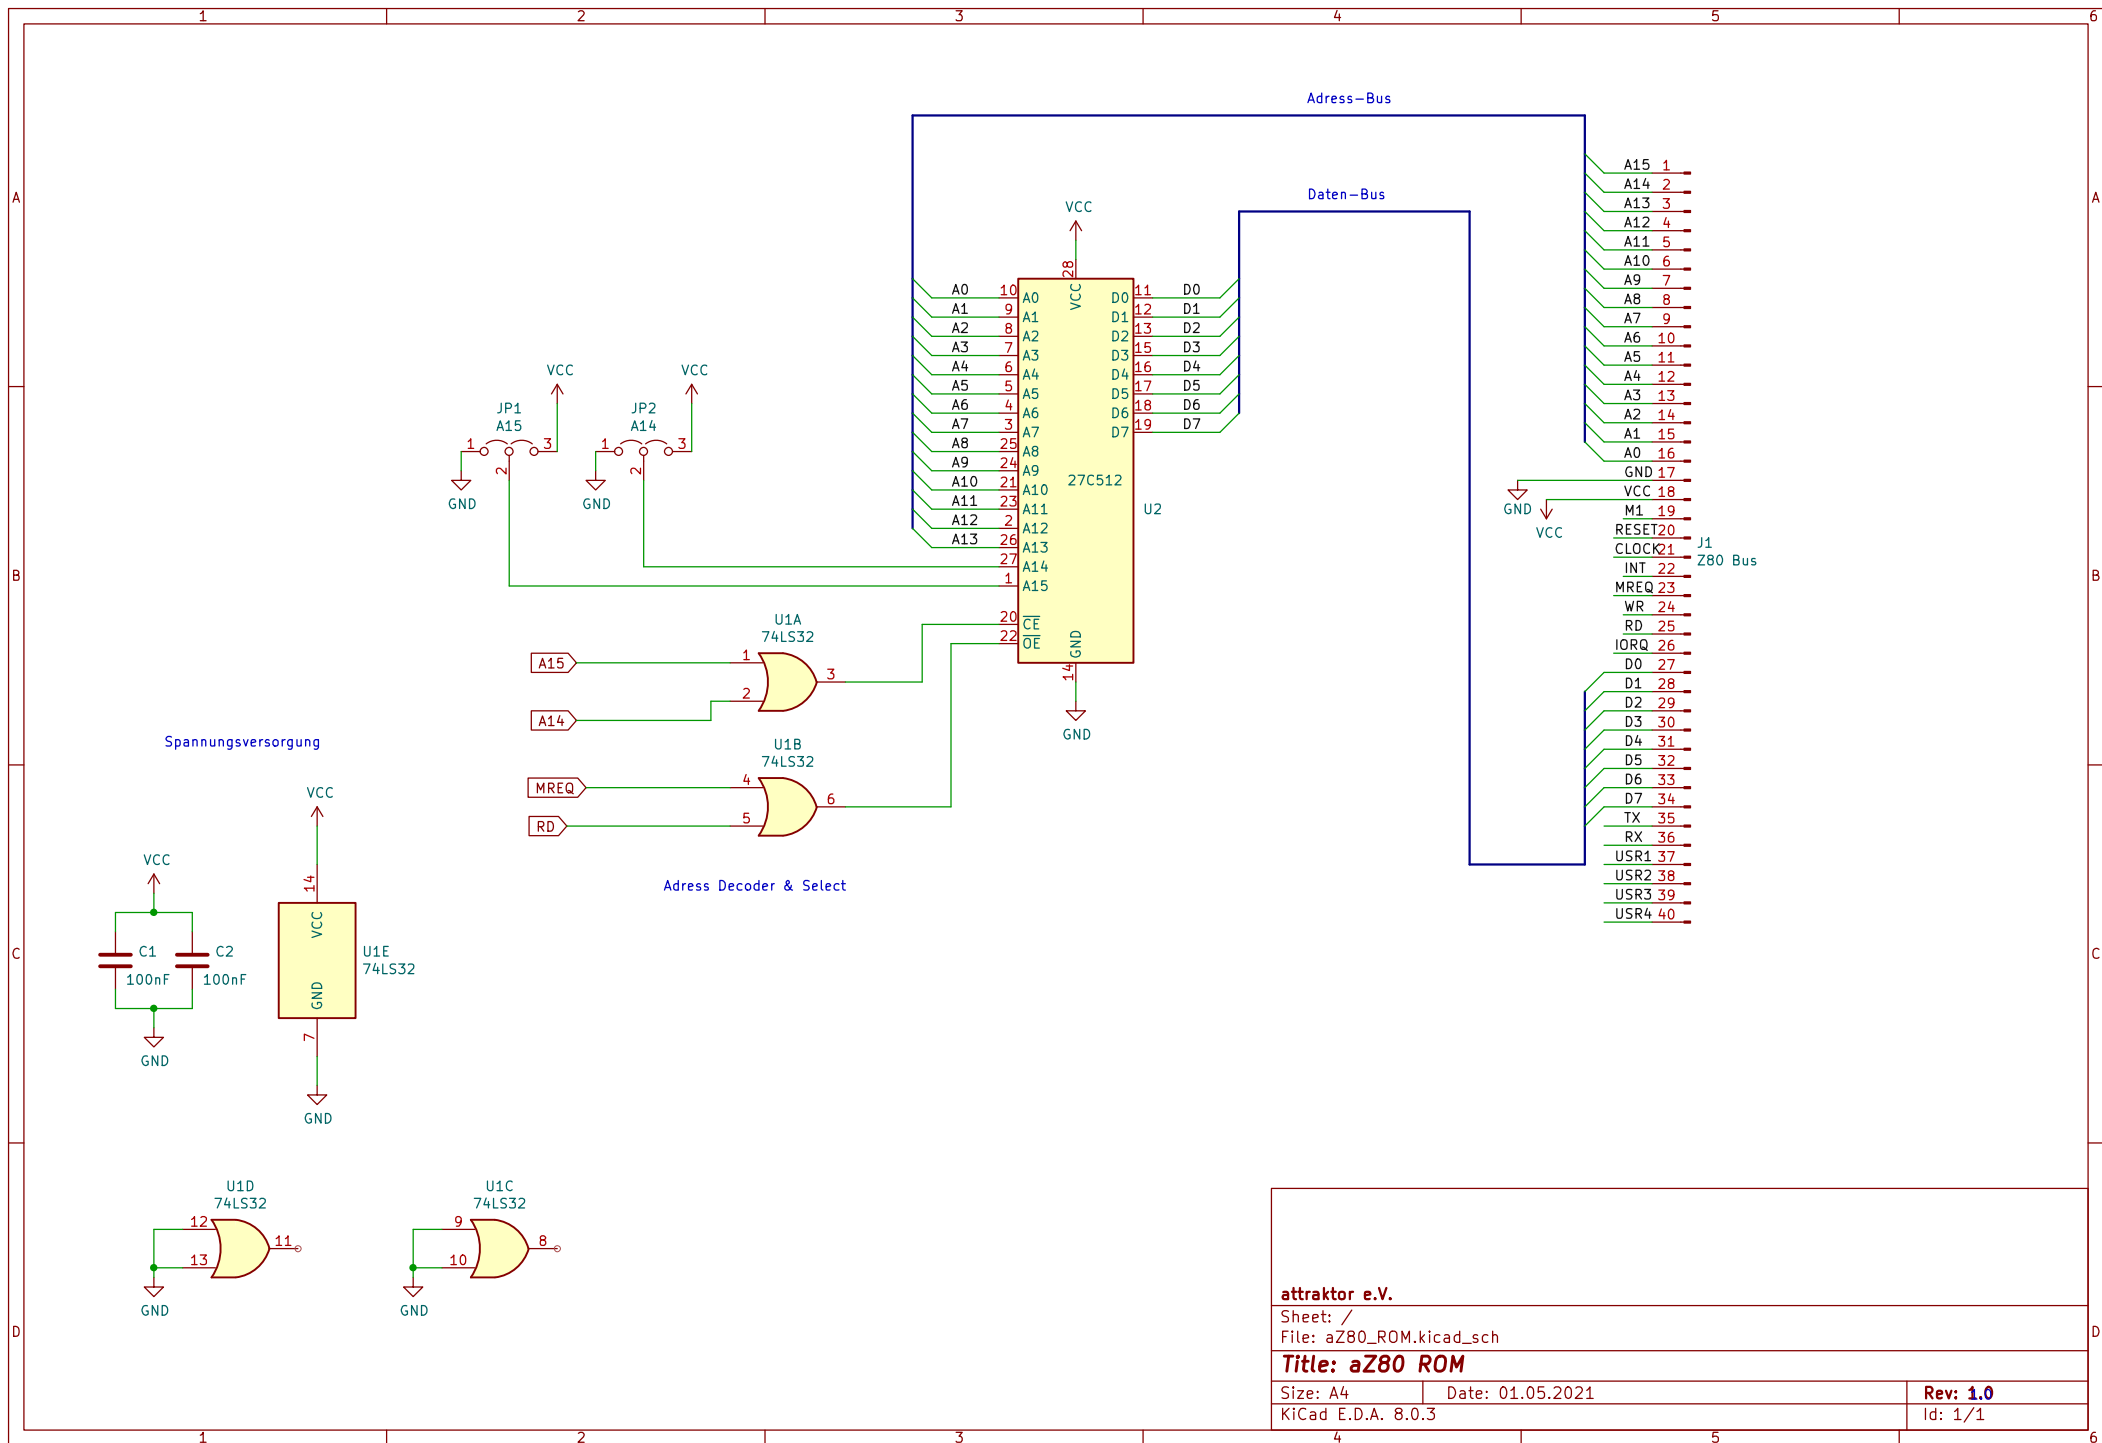 1 2 3 4 5 6
A
B
C
D
Adress-Bus
Daten-Bus
VCC
28
VCC
A0 10 A0
A1 9 A1
A2 8 A2
A3 7 A3
A4 6 A4
A5 5 A5
A6 4 A6
A7 3 A7
A8 25 A8
A9 24 A9
A10 21 A10
A11 23 A11
A12 2 A12
A13 26 A13
27 A14
1 A15
20 CE
22 OE
D0 11 D0
D1 12 D1
D2 13 D2
D3 15 D3
D4 16 D4
D5 17 D5
D6 18 D6
D7 19 D7
27C512
U2
GND
14
GND
VCC
JP1
A15
1 3
2
GND
VCC
JP2
A14
1 3
2
GND
U1A
74LS32
A15 1
A14 2
3
U1B
74LS32
MREQ 4
RD 5
6
Adress Decoder & Select
A15 1
A14 2
A13 3
A12 4
A11 5
A10 6
A9 7
A8 8
A7 9
A6 10
A5 11
A4 12
A3 13
A2 14
A1 15
A0 16
GND 17
VCC 18
M1 19
RESET 20
CLOCK 21
INT 22
MREQ 23
WR 24
RD 25
IORQ 26
D0 27
D1 28
D2 29
D3 30
D4 31
D5 32
D6 33
D7 34
TX 35
RX 36
USR1 37
USR2 38
USR3 39
USR4 40
GND
VCC
J1
Z80 Bus
Spannungsversorgung
VCC
C1
100nF
C2
100nF
GND
VCC
14
VCC
U1E
74LS32
GND
7
GND
U1D
74LS32
12
13
11
GND
U1C
74LS32
9
10
8
GND
attraktor e.V.
Sheet: /
File: aZ80_ROM.kicad_sch
Title: aZ80 ROM
Size: A4 Date: 01.05.2021 Rev: 1.0
KiCad E.D.A. 8.0.3 Id: 1/1
A
B
C
D
1 2 3 4 5 6